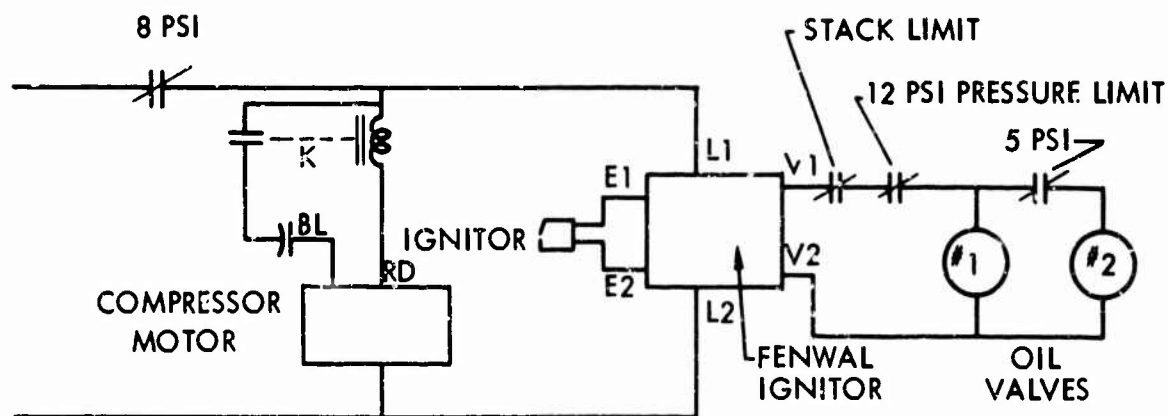 8 PSI
STACK LIMIT
12 PSI PRESSURE LIMIT
5 PSI
K
L1
V1
E1
BL
IGNITOR
RD
E2
V2
#1
#2
L2
COMPRESSOR
MOTOR
FENWAL
IGNITOR
OIL
VALVES